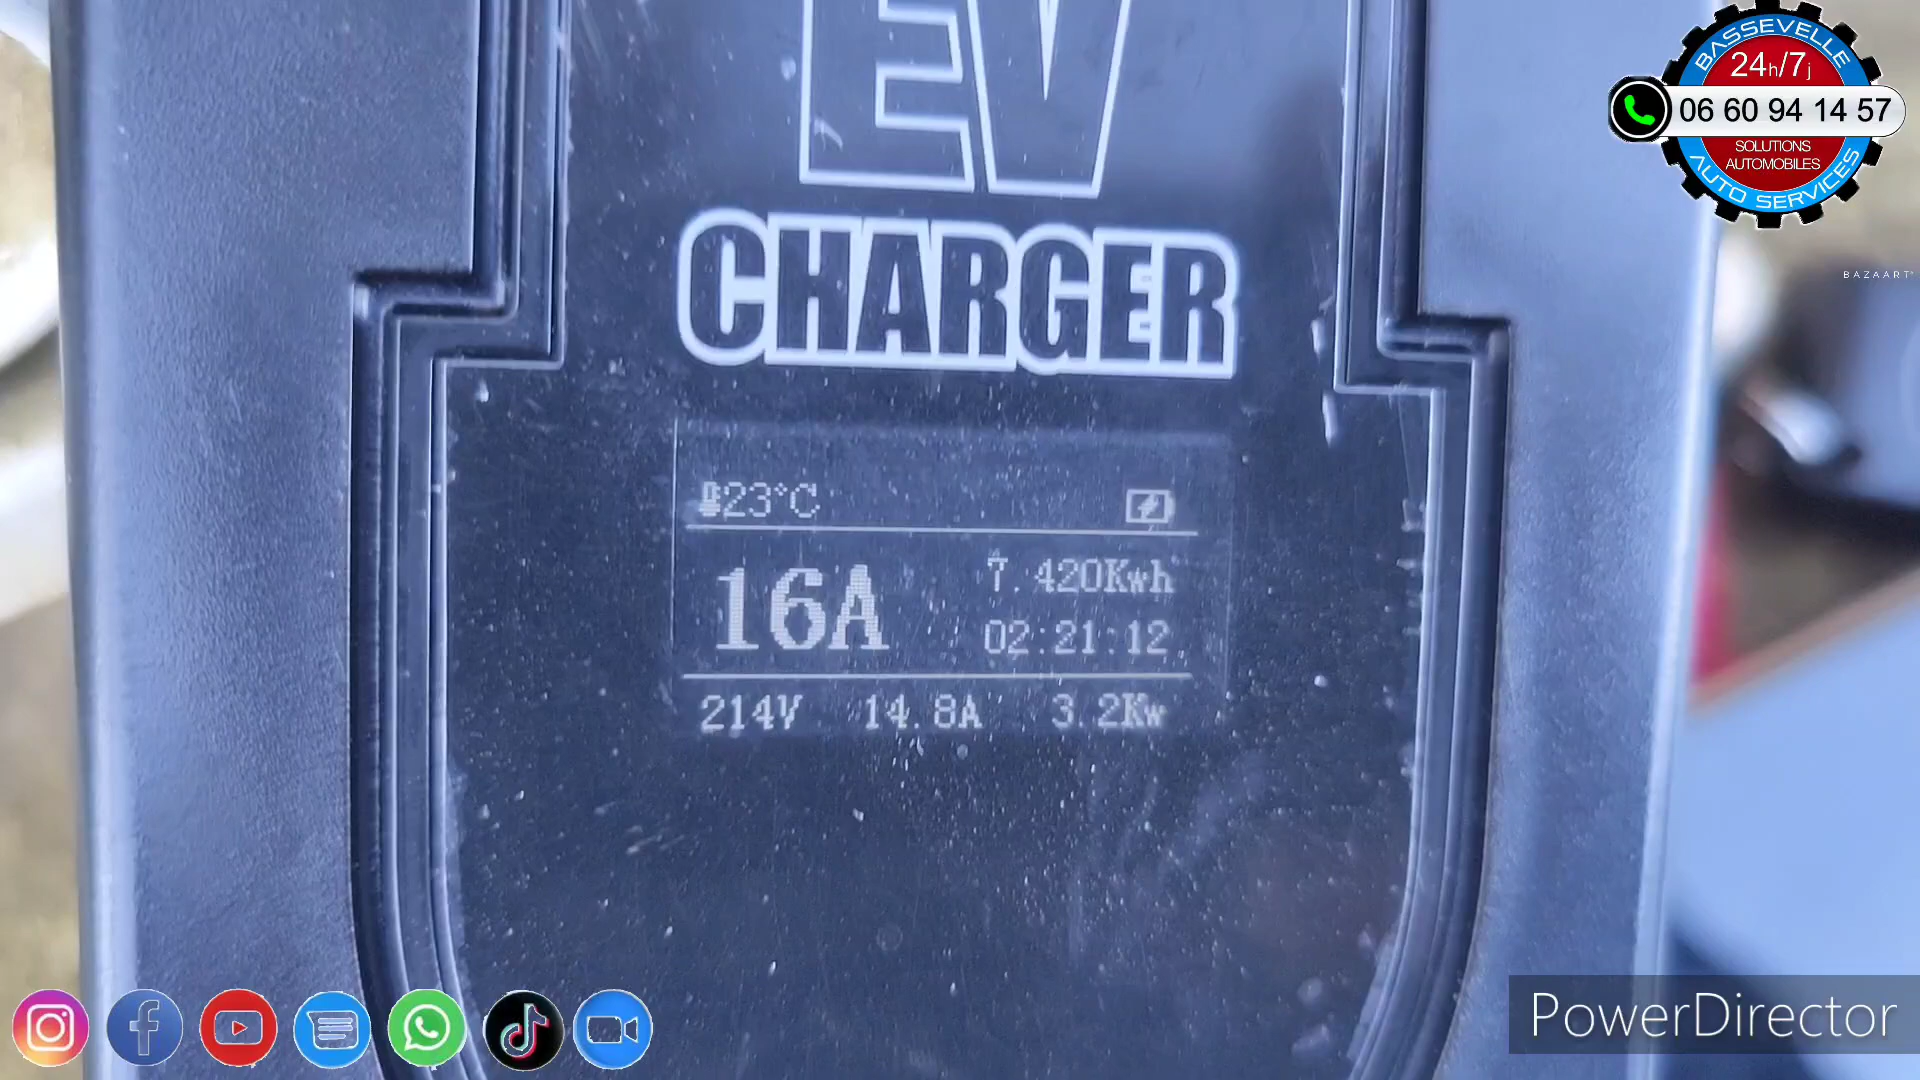 EV
CHARGER
23°C
16A
7.420Kwh
02:21:12
214V 14.8A 3.2Kw
BASSEVELLE
24h/7j
06 60 94 14 57
SOLUTIONS
AUTOMOBILES
AUTO SERVICES
BAZAART
PowerDirector